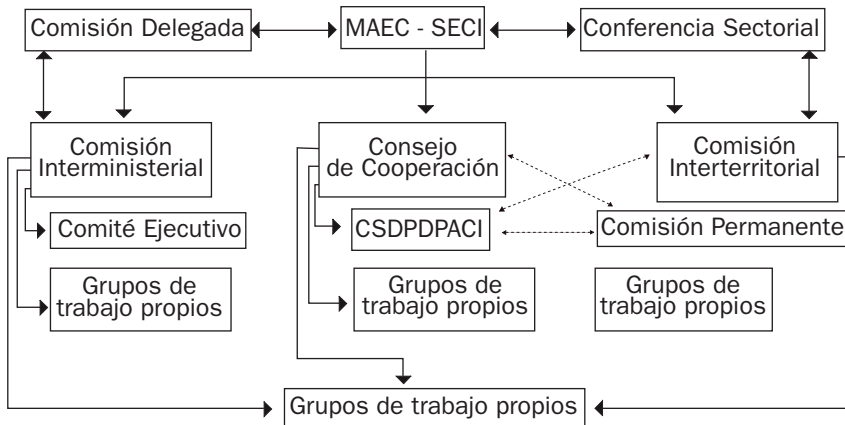 Comisión Delegada
MAEC - SECI
Conferencia Sectorial
Comisión
Interministerial
Consejo
de Cooperación
Comisión
Interterritorial
Comité Ejecutivo
CSDPDPACI
Comisión Permanente
Grupos de
trabajo propios
Grupos de
trabajo propios
Grupos de
trabajo propios
Grupos de trabajo propios